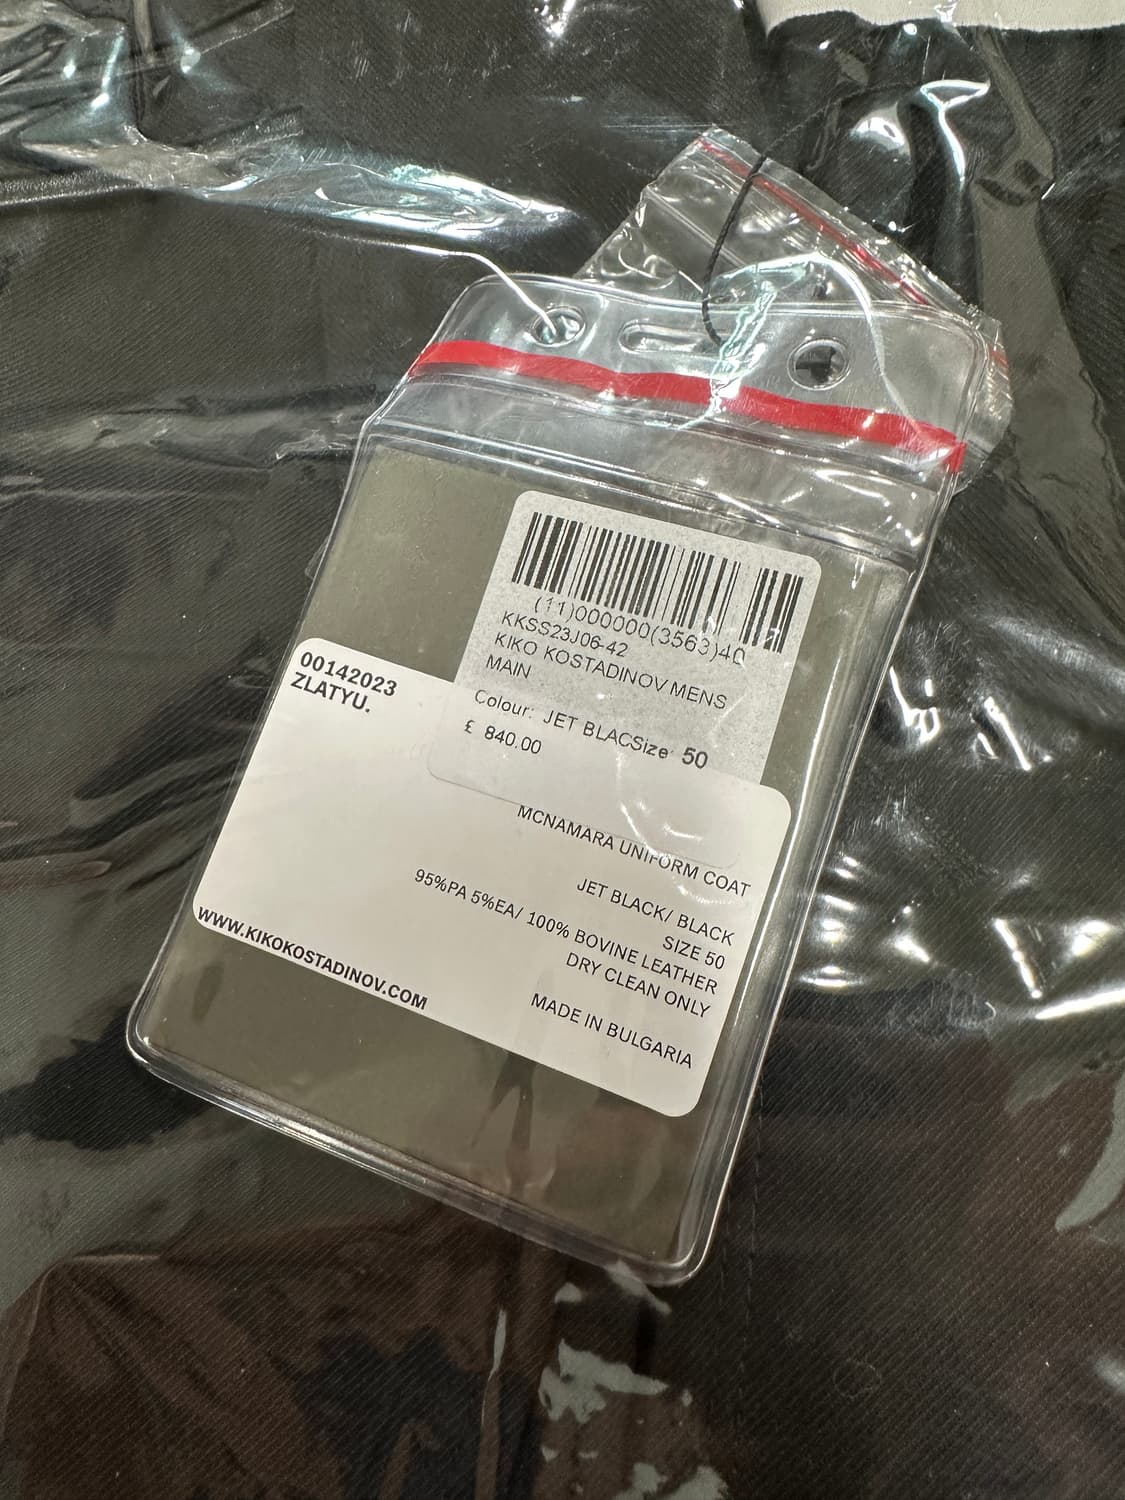 (11)000000(3563)40
KKSS23J06-42
KIKO KOSTADINOV MENS
MAIN
Colour: JET BLACSize 50
£ 840.00
00142023
ZLATYU.
MCNAMARA UNIFORM COAT
JET BLACK/ BLACK
SIZE 50
95%PA 5%EA/ 100% BOVINE LEATHER
DRY CLEAN ONLY
MADE IN BULGARIA
WWW.KIKOKOSTADINOV.COM